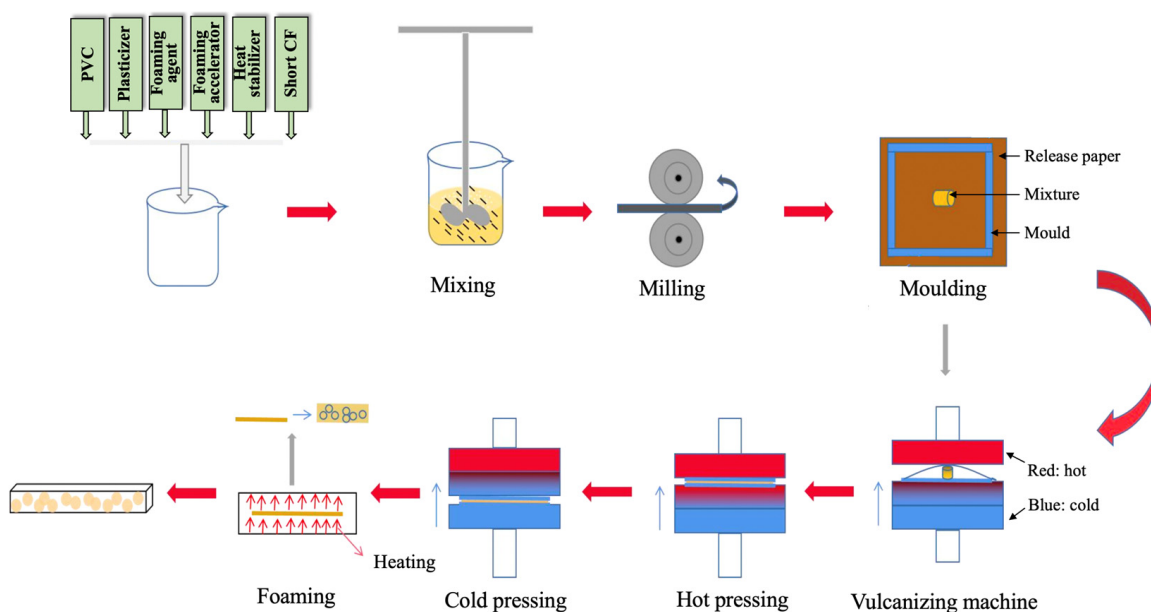 PVC
Plasticizer
Foaming
agent
Foaming
accelerator
Heat
stabilizer
Short CF
Mixing
Milling
Release paper
Mixture
Mould
Moulding
Red: hot
Blue: cold
Vulcanizing machine
Hot pressing
Cold pressing
Heating
Foaming